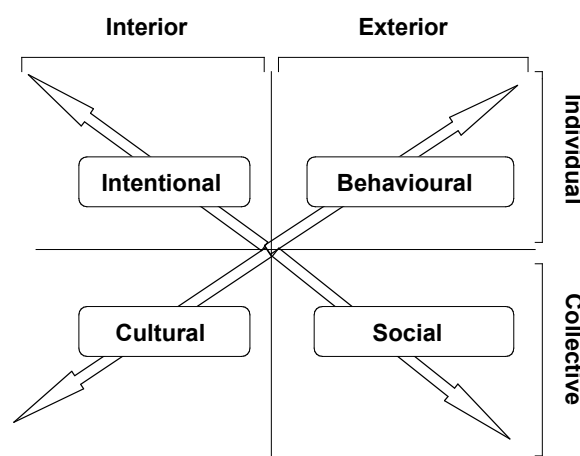 Interior
Exterior
Individual
Intentional
Behavioural
Cultural
Social
Collective